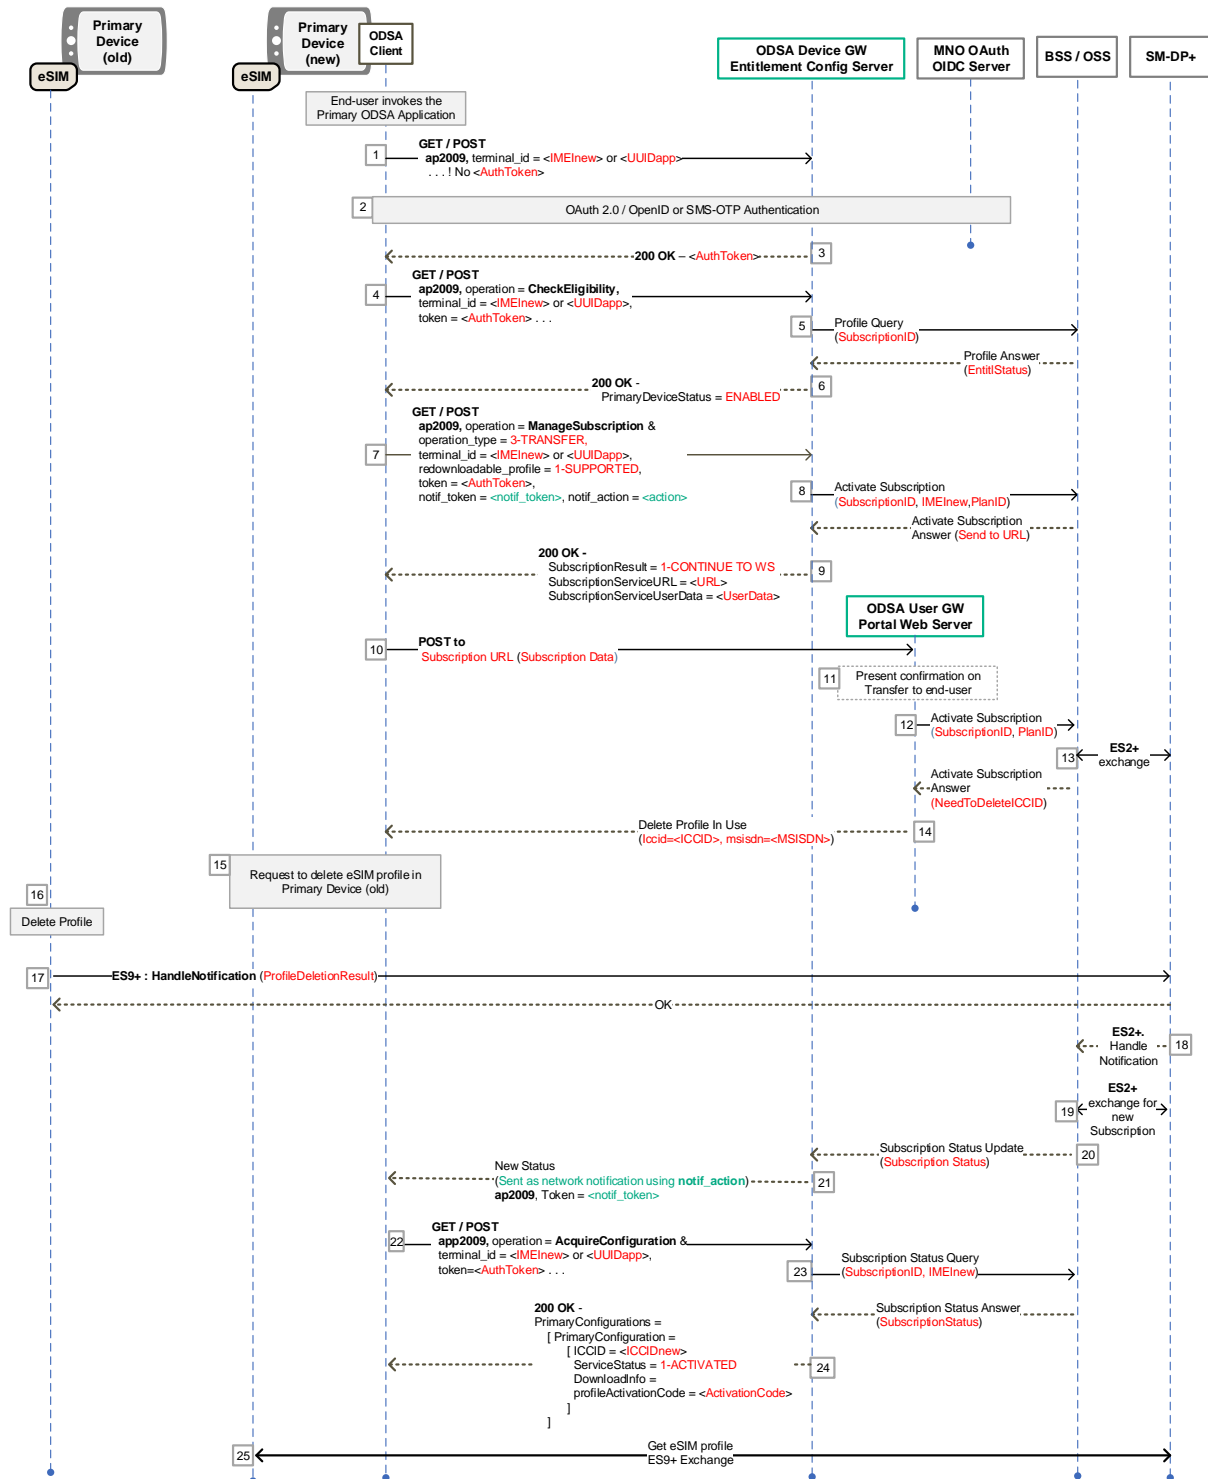 Primary
Device
(old)
eSIM
Primary
Device
(new)
eSIM
ODSA
Client
ODSA Device GW
Entitlement Config Server
MNO OAuth
OIDC Server
BSS / OSS
SM-DP+
End-user invokes the
Primary ODSA Application
1
GET / POST
ap2009, terminal_id = <IMEInew> or <UUIDapp>
. . . ! No <AuthToken>
2
OAuth 2.0 / OpenID or SMS-OTP Authentication
3
200 OK – <AuthToken>
4
GET / POST
ap2009, operation = CheckEligibility,
terminal_id = <IMEInew> or <UUIDapp>,
token = <AuthToken> . . .
5
Profile Query
(SubscriptionID)
Profile Answer
(EntitlStatus)
6
200 OK -
PrimaryDeviceStatus = ENABLED
7
GET / POST
ap2009, operation = ManageSubscription &
operation_type = 3-TRANSFER,
terminal_id = <IMEInew> or <UUIDapp>,
redownloadable_profile = 1-SUPPORTED,
token = <AuthToken>,
notif_token = <notif_token>, notif_action = <action>
8
Activate Subscription
(SubscriptionID, IMEInew,PlanID)
Activate Subscription
Answer (Send to URL)
9
200 OK -
SubscriptionResult = 1-CONTINUE TO WS
SubscriptionServiceURL = <URL>
SubscriptionServiceUserData = <UserData>
ODSA User GW
Portal Web Server
10
POST to
Subscription URL (Subscription Data)
11
Present confirmation on
Transfer to end-user
12
Activate Subscription
(SubscriptionID, PlanID)
13
ES2+
exchange
Activate Subscription
Answer
(NeedToDeleteICCID)
14
Delete Profile In Use
(Iccid=<ICCID>, msisdn=<MSISDN>)
15
Request to delete eSIM profile in
Primary Device (old)
16
Delete Profile
17
ES9+ : HandleNotification (ProfileDeletionResult)
OK
18
ES2+.
Handle
Notification
19
ES2+
exchange for
new
Subscription
20
Subscription Status Update
(Subscription Status)
21
New Status
(Sent as network notification using notif_action)
ap2009, Token = <notif_token>
22
GET / POST
app2009, operation = AcquireConfiguration &
terminal_id = <IMEInew> or <UUIDapp>,
token=<AuthToken> . . .
23
Subscription Status Query
(SubscriptionID, IMEInew)
Subscription Status Answer
(SubscriptionStatus)
24
200 OK -
PrimaryConfigurations =
[ PrimaryConfiguration =
[ ICCID = <ICCIDnew>
ServiceStatus = 1-ACTIVATED
DownloadInfo =
profileActivationCode = <ActivationCode>
]
]
25
Get eSIM profile
ES9+ Exchange